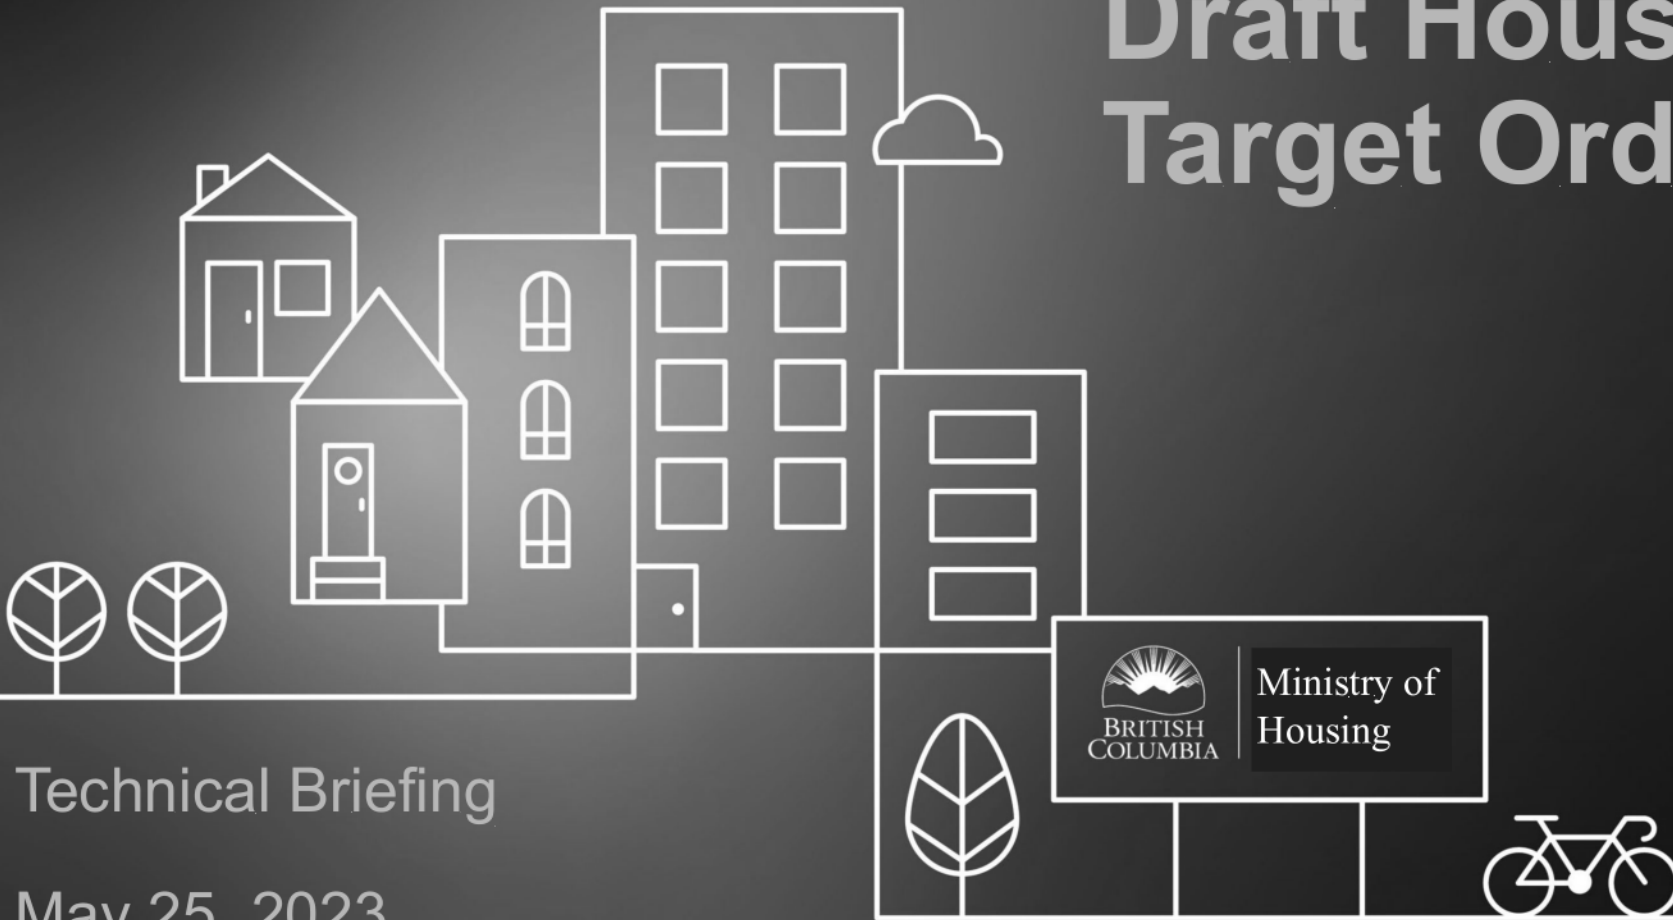 Draft Hous
Target Ord
BRITISH
COLUMBIA
Ministry of
Housing
Technical Briefing
May 25, 2023